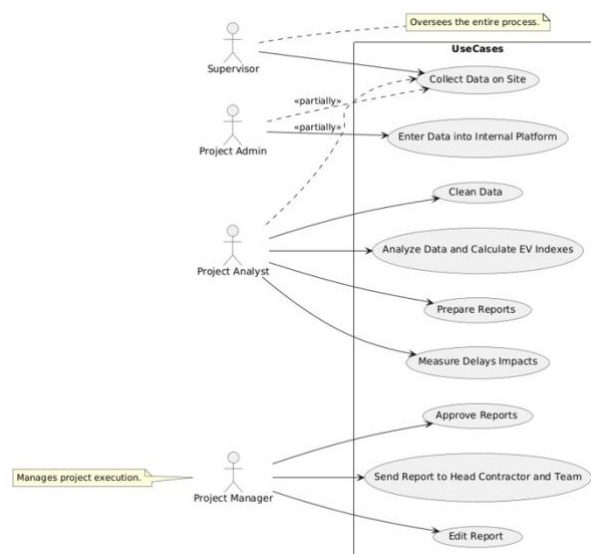 Oversees the entire process.
UseCases
Supervisor
Collect Data on Site
«partially»
«partially»
Project Admin
Enter Data into Internal Platform
Clean Data
Project Analyst
Analyze Data and Calculate EV Indexes
Prepare Reports
Measure Delays Impacts
Approve Reports
Manages project execution.
Send Report to Head Contractor and Team
Project Manager
Edit Report